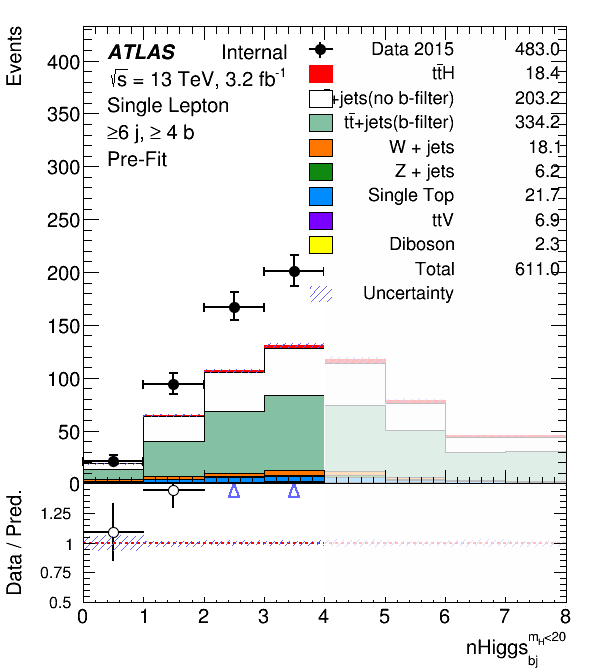 Events
ATLAS Internal
√s = 13 TeV, 3.2 fb⁻¹
Single Lepton
≥6 j, ≥ 4 b
Pre-Fit
Data 2015 483.0
tt̄H 18.4
+jets(no b-filter) 203.2
tt̄+jets(b-filter) 334.2
W + jets 18.1
Z + jets 6.2
Single Top 21.7
ttV 6.9
Diboson 2.3
Total 611.0
Uncertainty
400
350
300
250
200
150
100
50
0
Data / Pred.
1.25
1
0.75
0.5
0 1 2 3 4 5 6 7 8
nHiggs_bj^{m_H<20}